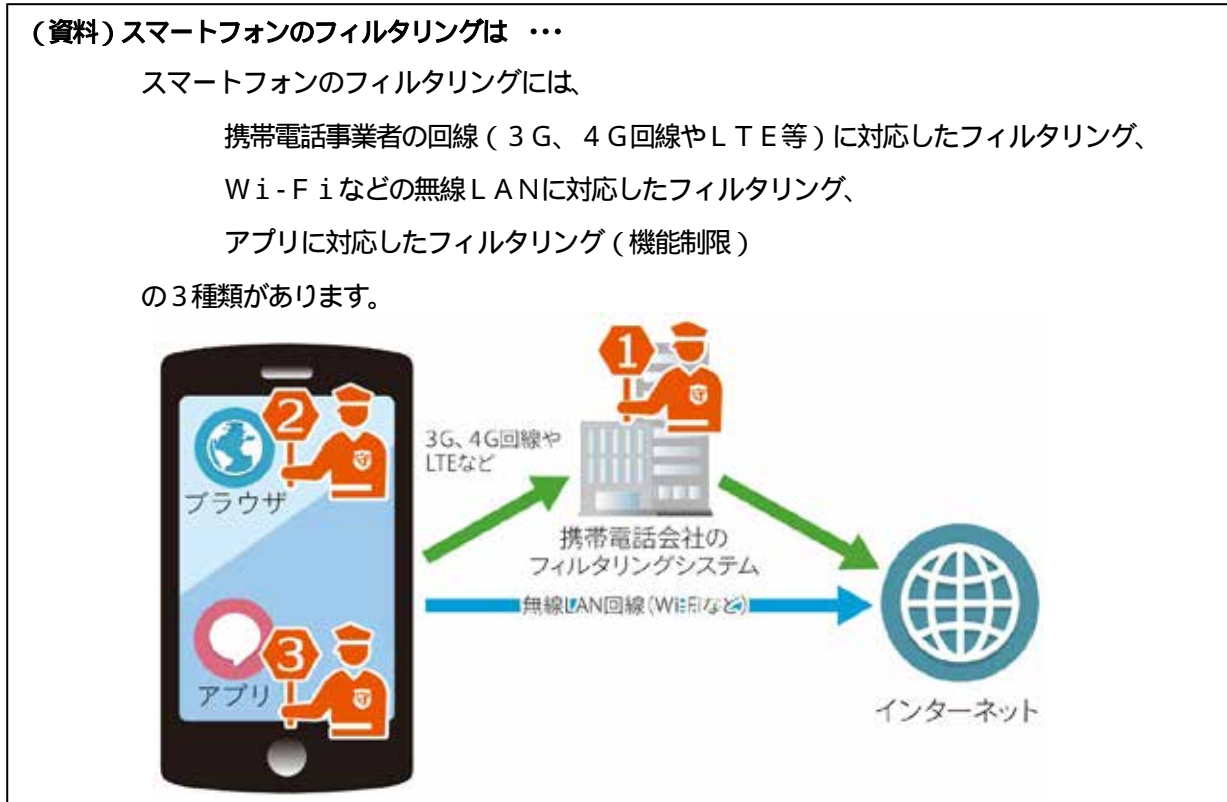 （資料）スマートフォンのフィルタリングは ･･･
スマートフォンのフィルタリングには、
携帯電話事業者の回線（３Ｇ、４Ｇ回線やＬＴＥ等）に対応したフィルタリング、
Ｗｉ-Ｆｉなどの無線ＬＡＮに対応したフィルタリング、
アプリに対応したフィルタリング（機能制限）
の３種類があります。
1
2
ブラウザ
3G、4G回線や
LTEなど
携帯電話会社の
フィルタリングシステム
無線LAN回線(WiFiなど)
3
アプリ
インターネット